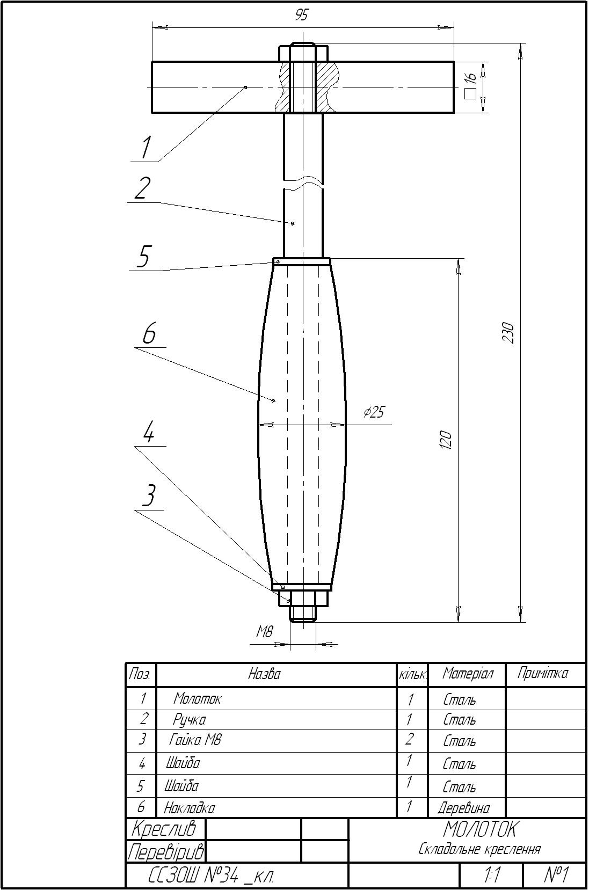 95
□16
1
2
5
6
230
⌀25
4
120
3
M8
Поз. Назва кільк. Матеріал Примітка
1 Молоток 1 Сталь
2 Ручка 1 Сталь
3 Гайка М8 2 Сталь
4 Шайба 1 Сталь
5 Шайба 1 Сталь
6 Накладка 1 Деревина
Креслив МОЛОТОК
Перевірив Складальне креслення
ССЗОШ №34 _кл. 1:1 №1